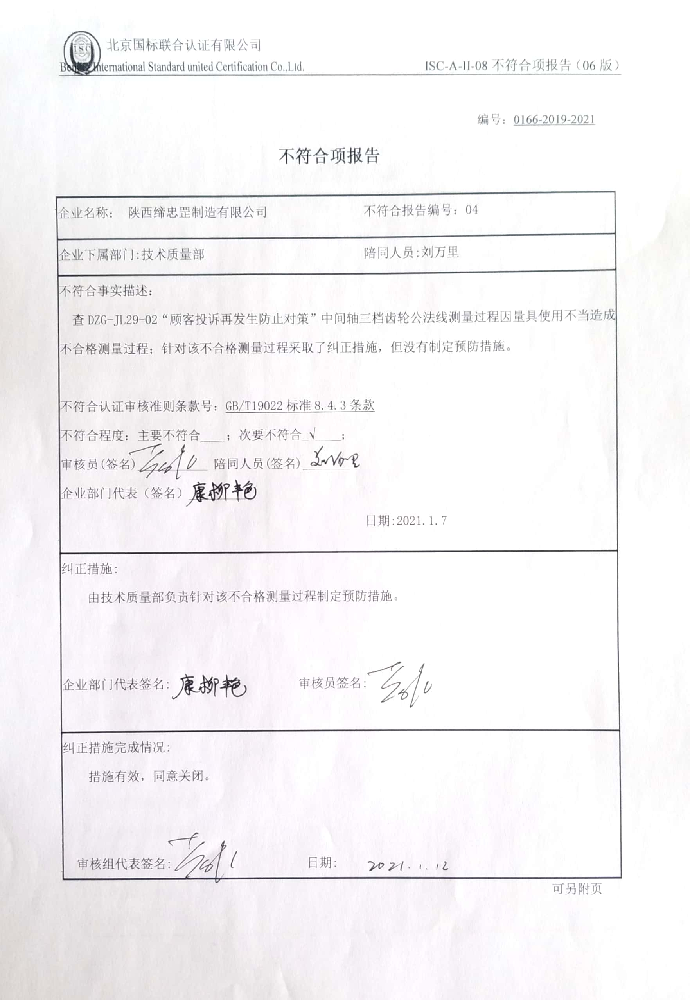 ISC
北京国标联合认证有限公司
Beijing International Standard united Certification Co.,Ltd. ISC-A-II-08 不符合项报告（06 版）
编号：0166-2019-2021
不符合项报告
企业名称： 陕西缔忠罡制造有限公司 不符合报告编号：04
企业下属部门:技术质量部 陪同人员:刘万里
不符合事实描述：
查 DZG-JL29-02“顾客投诉再发生防止对策”中间轴三档齿轮公法线测量过程因量具使用不当造成
不合格测量过程；针对该不合格测量过程采取了纠正措施，但没有制定预防措施。
不符合认证审核准则条款号：GB/T19022 标准 8.4.3 条款
不符合程度：主要不符合____；次要不符合_√____；
审核员(签名) 陪同人员(签名) 刘万里
企业部门代表（签名）康柳艳
日期:2021.1.7
纠正措施：
由技术质量部负责针对该不合格测量过程制定预防措施。
企业部门代表签名：康柳艳 审核员签名：
纠正措施完成情况：
措施有效，同意关闭。
审核组代表签名： 日期： 2021.1.12
可另附页